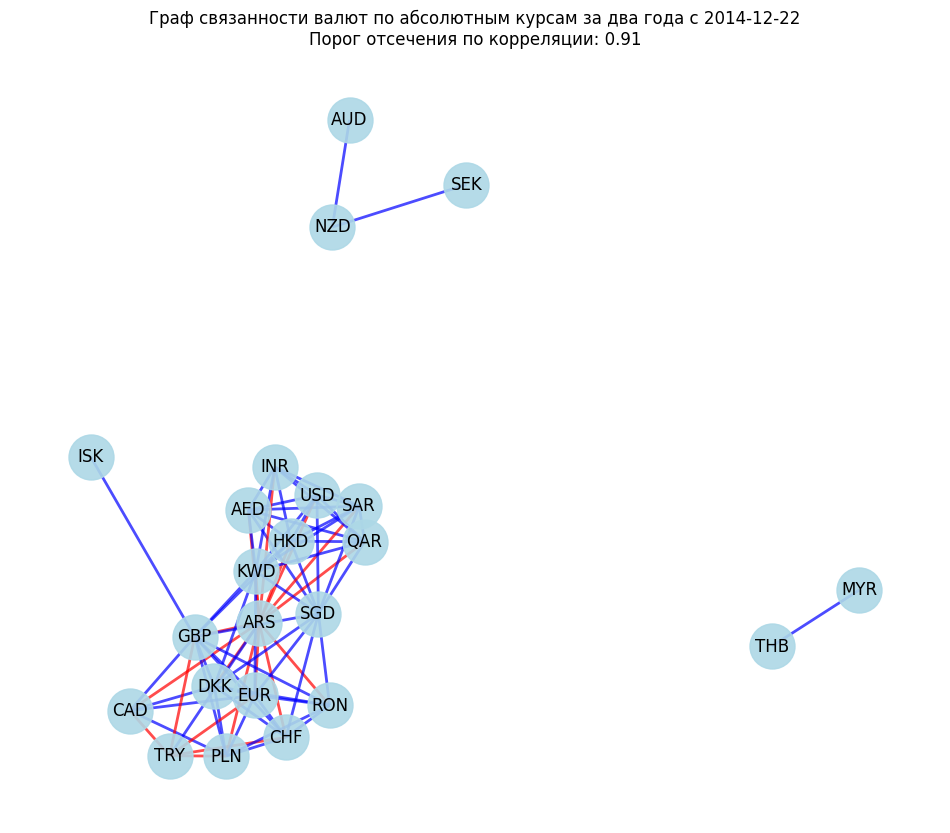 Граф связанности валют по абсолютным курсам за два года с 2014-12-22
Порог отсечения по корреляции: 0.91
AUD
SEK
NZD
ISK
INR
USD
SAR
AED
HKD
QAR
KWD
MYR
SGD
ARS
GBP
THB
DKK
EUR
RON
CAD
CHF
TRY
PLN